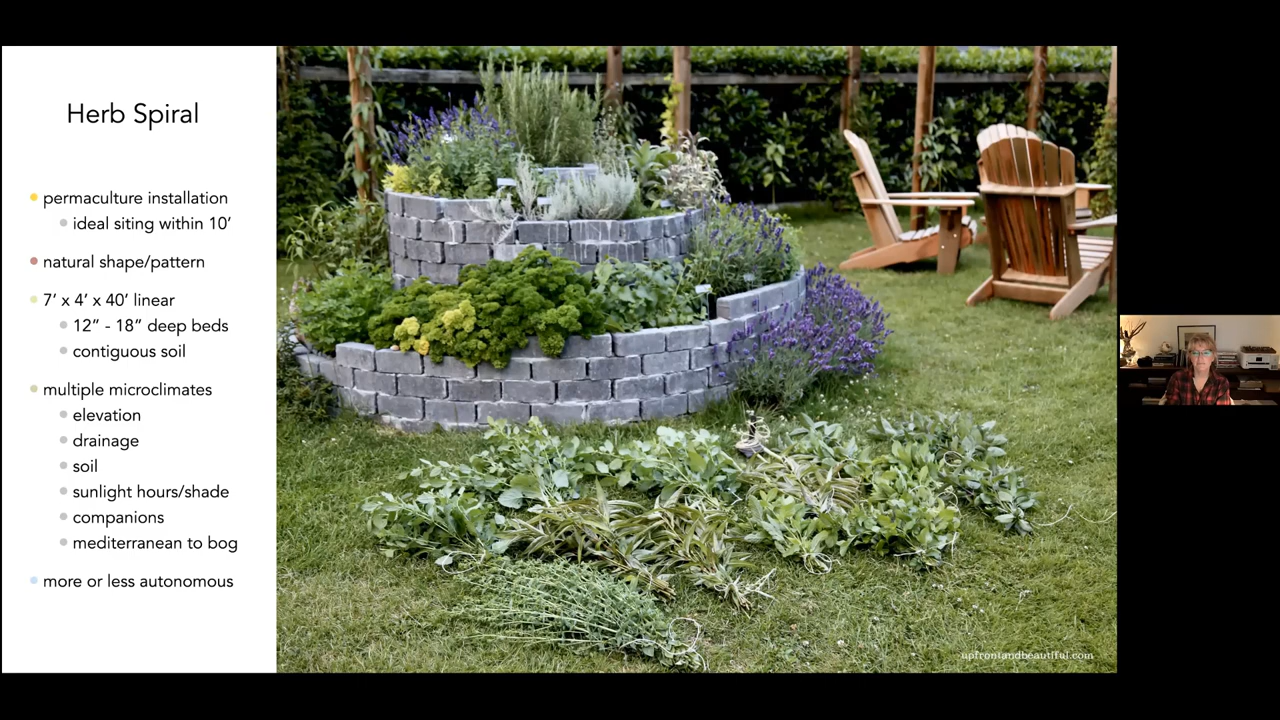 Herb Spiral
permaculture installation
ideal siting within 10’
natural shape/pattern
7’ x 4’ x 40’ linear
12” - 18” deep beds
contiguous soil
multiple microclimates
elevation
drainage
soil
sunlight hours/shade
companions
mediterranean to bog
more or less autonomous
upfrontandbeautiful.com